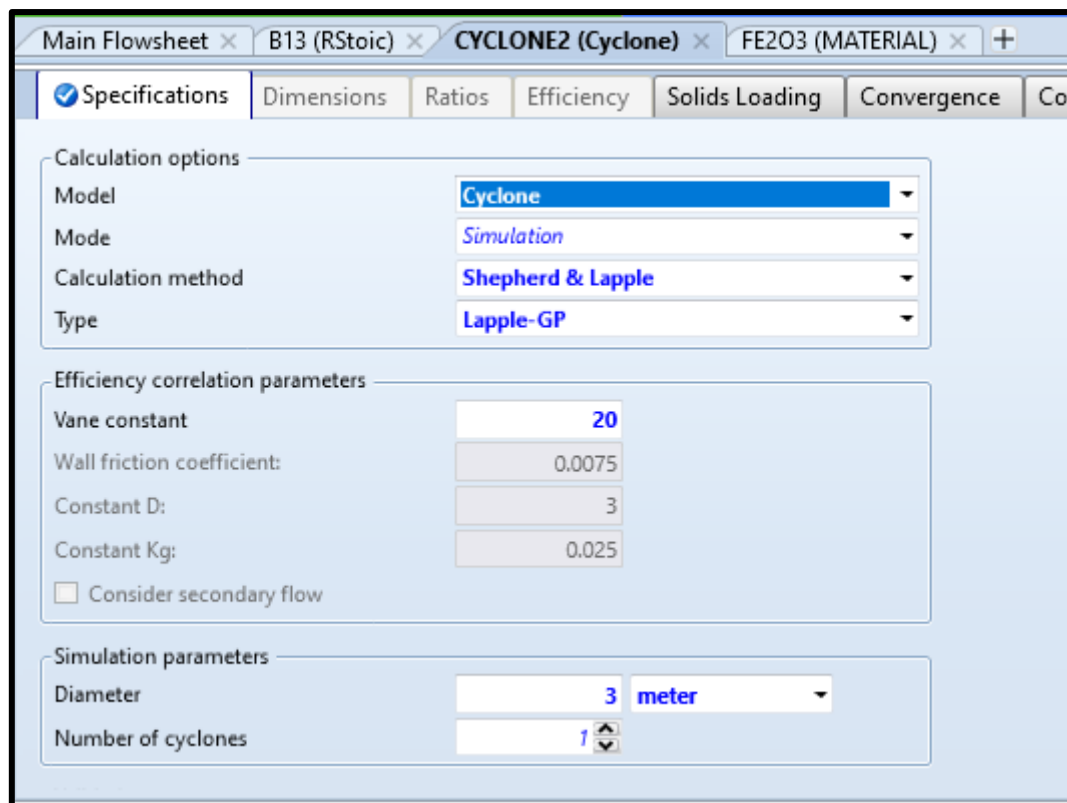 Main Flowsheet × B13 (RStoic) × CYCLONE2 (Cyclone) × FE2O3 (MATERIAL) × +
Specifications Dimensions Ratios Efficiency Solids Loading Convergence Co
Calculation options
Model Cyclone
Mode Simulation
Calculation method Shepherd & Lapple
Type Lapple-GP
Efficiency correlation parameters
Vane constant 20
Wall friction coefficient: 0.0075
Constant D: 3
Constant Kg: 0.025
Consider secondary flow
Simulation parameters
Diameter 3 meter
Number of cyclones 1